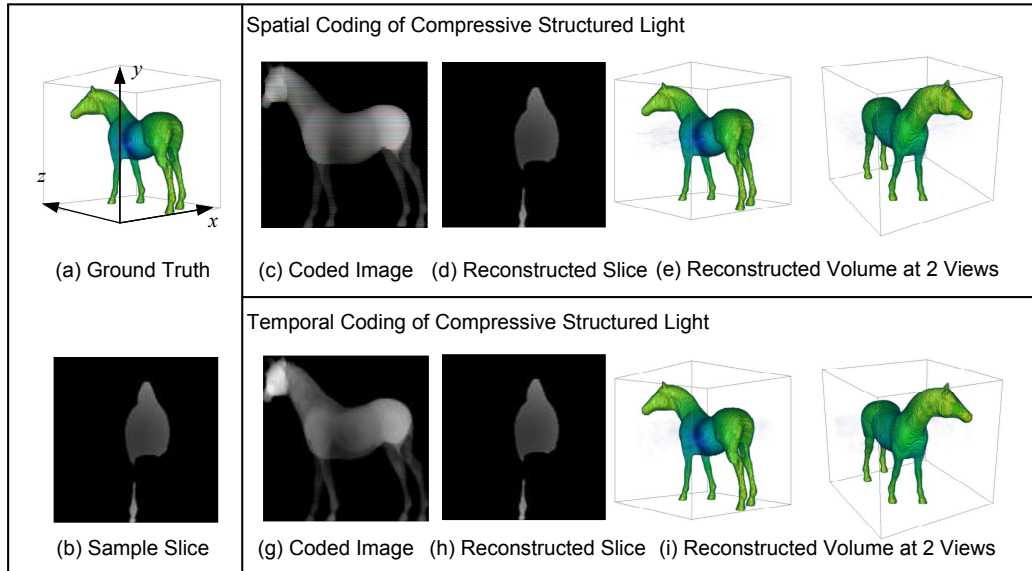 y
z
x
(a) Ground Truth
(b) Sample Slice
Spatial Coding of Compressive Structured Light
(c) Coded Image
(d) Reconstructed Slice
(e) Reconstructed Volume at 2 Views
Temporal Coding of Compressive Structured Light
(g) Coded Image
(h) Reconstructed Slice
(i) Reconstructed Volume at 2 Views